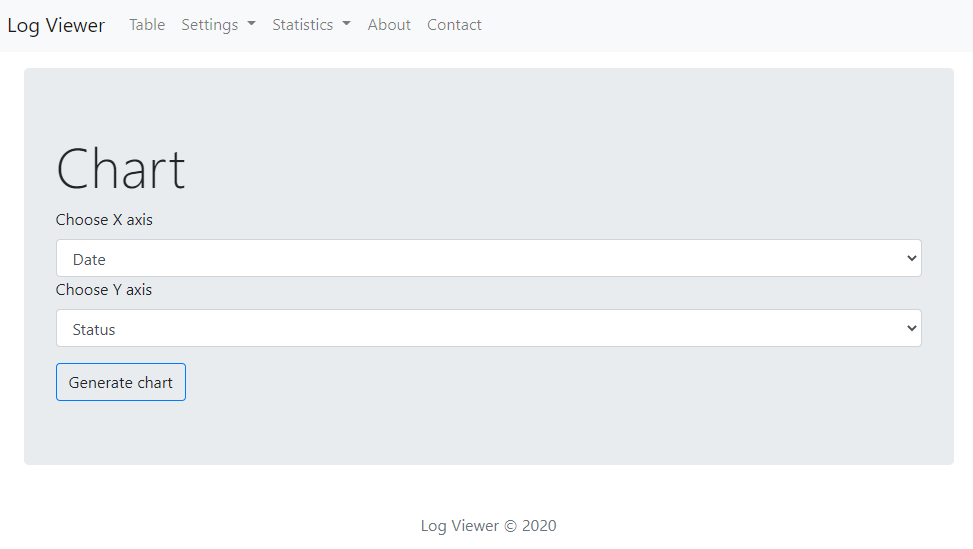 Log Viewer Table Settings Statistics About Contact
Chart
Choose X axis
Date
Choose Y axis
Status
Generate chart
Log Viewer © 2020